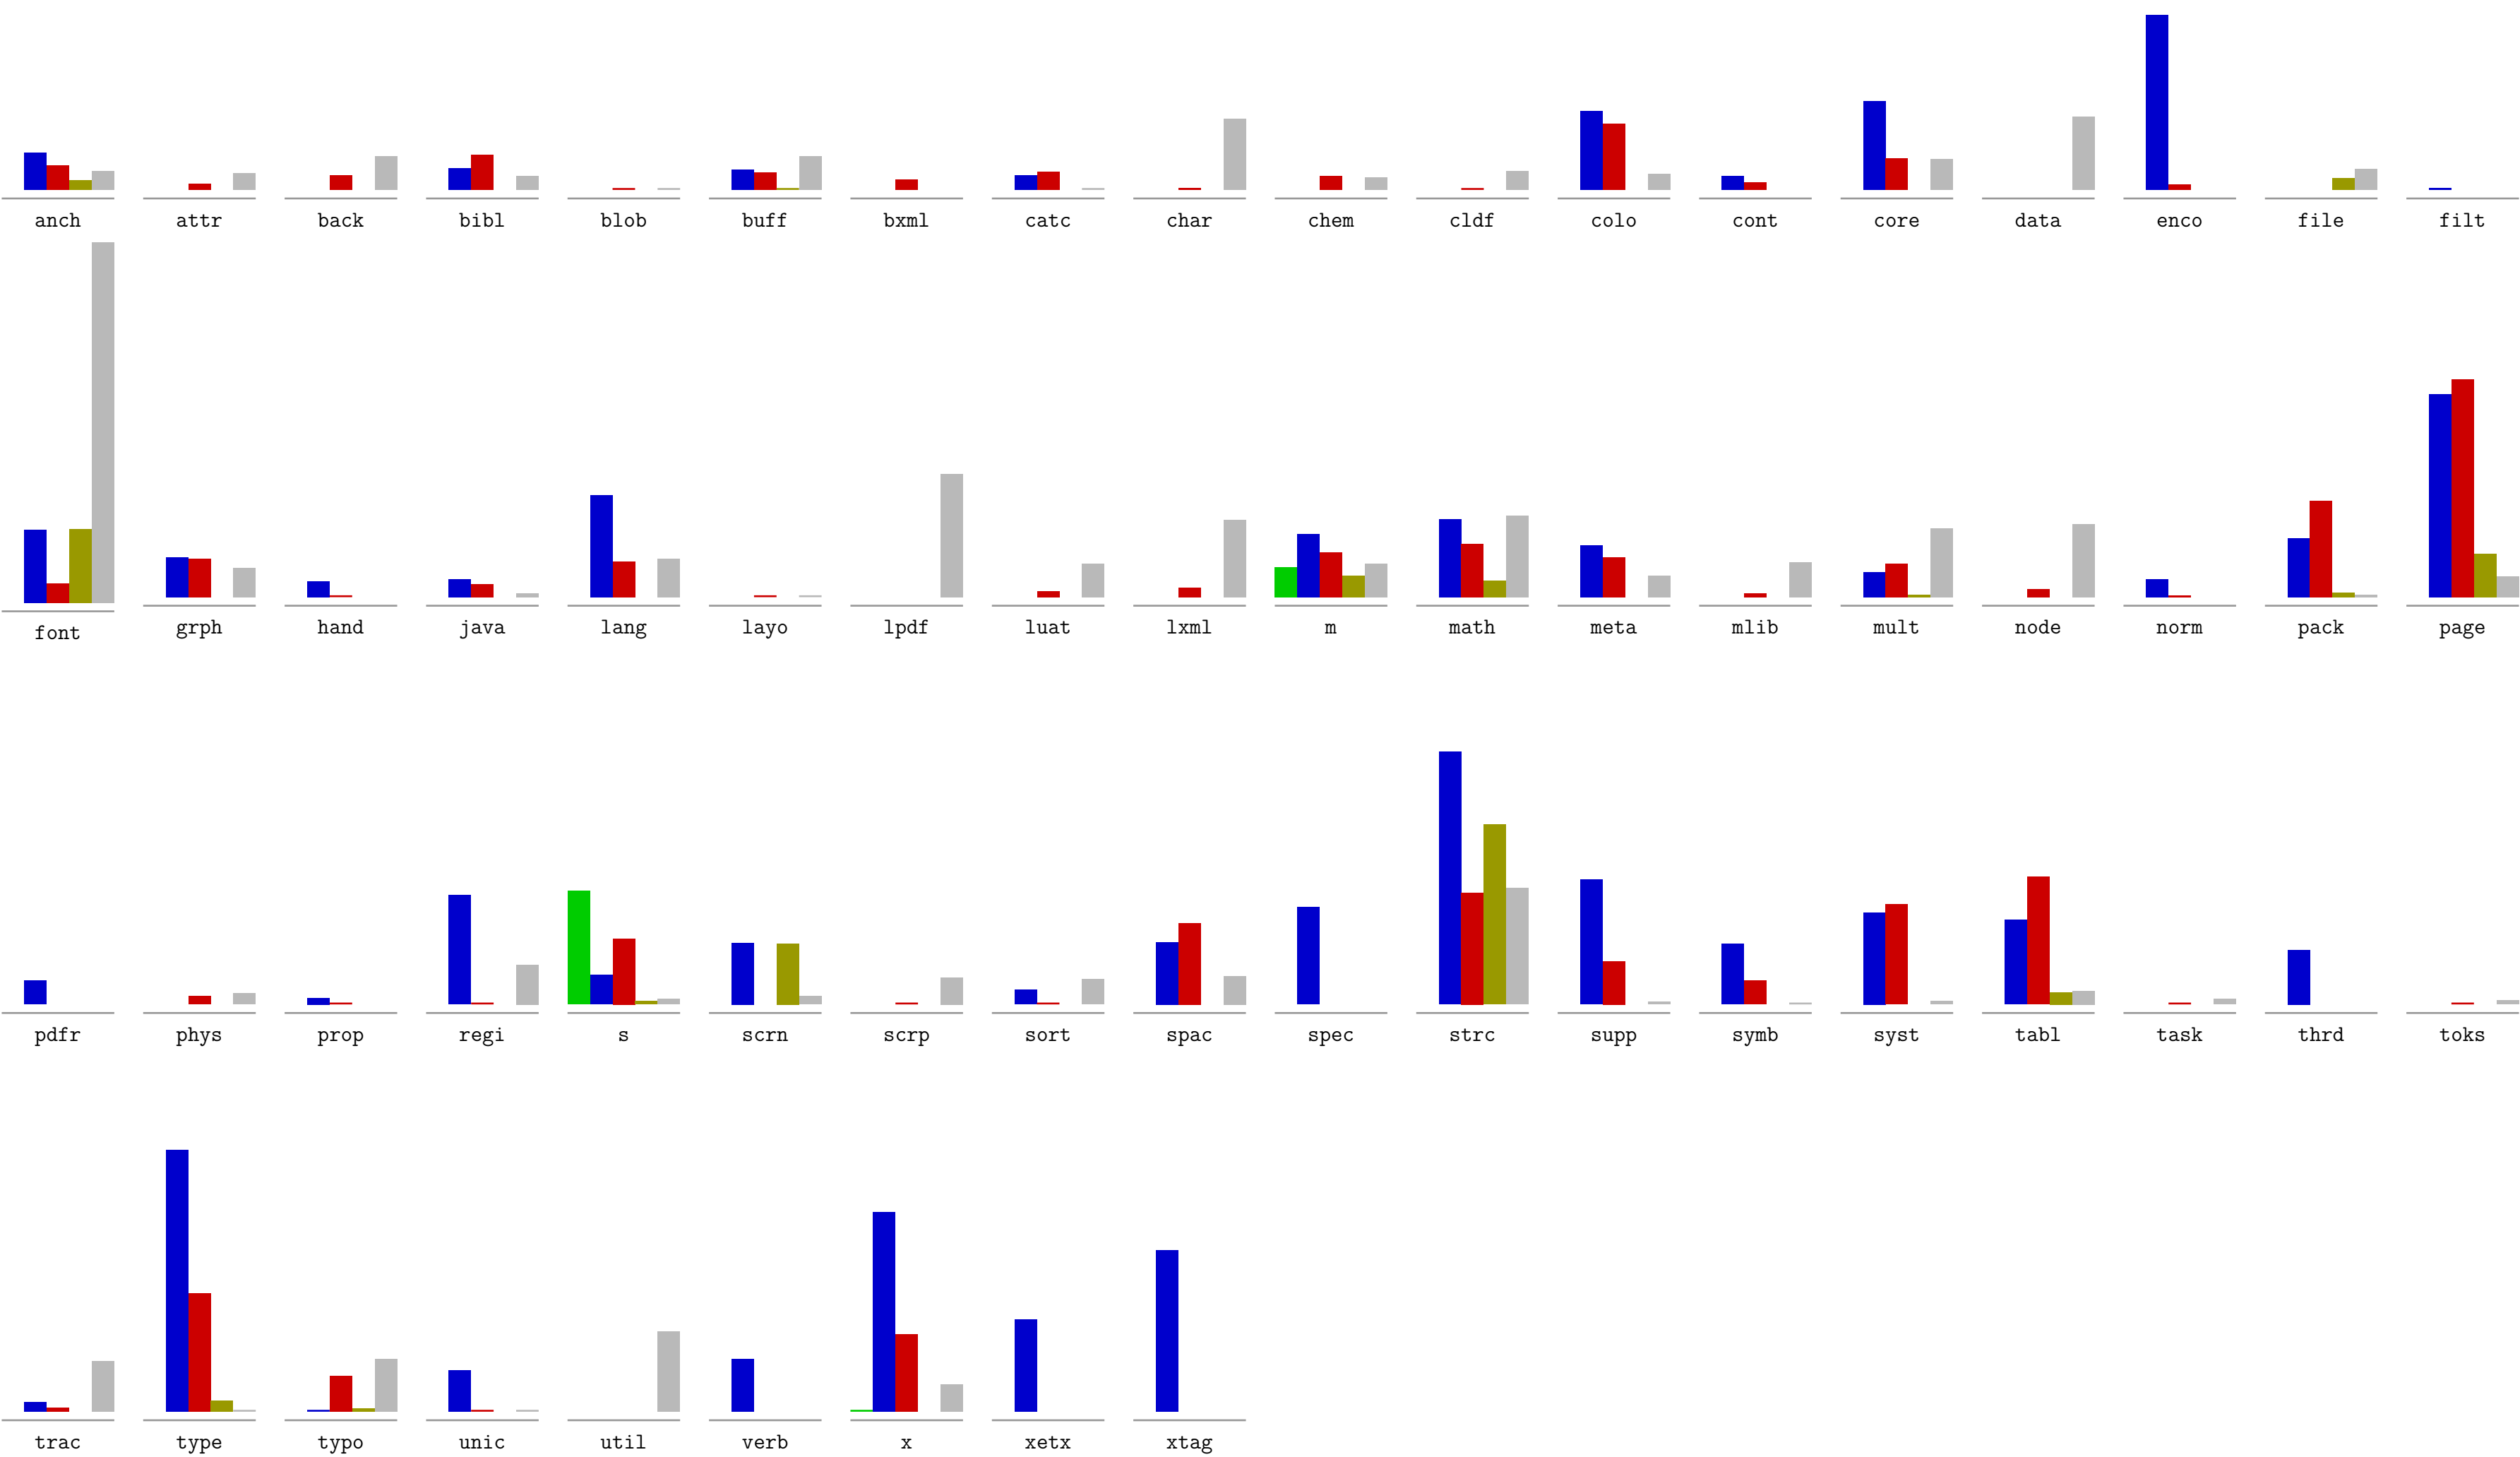 anch attr back bibl blob buff bxml catc char chem cldf colo cont core data enco file filt
font grph hand java lang layo lpdf luat lxml m math meta mlib mult node norm pack page
pdfr phys prop regi s scrn scrp sort spac spec strc supp symb syst tabl task thrd toks
trac type typo unic util verb x xetx xtag